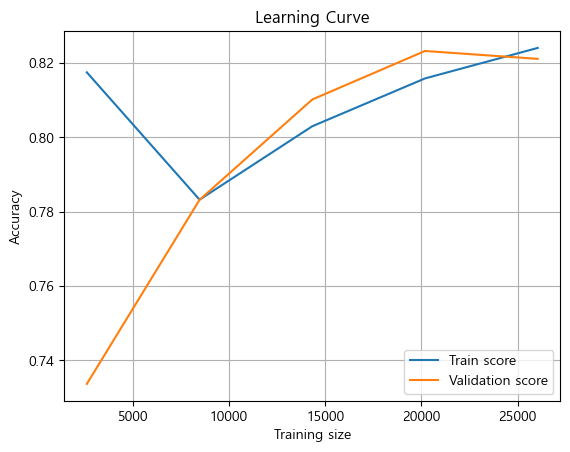 Learning Curve
Accuracy
0.82
0.80
0.78
0.76
0.74
Train score
Validation score
5000 10000 15000 20000 25000
Training size